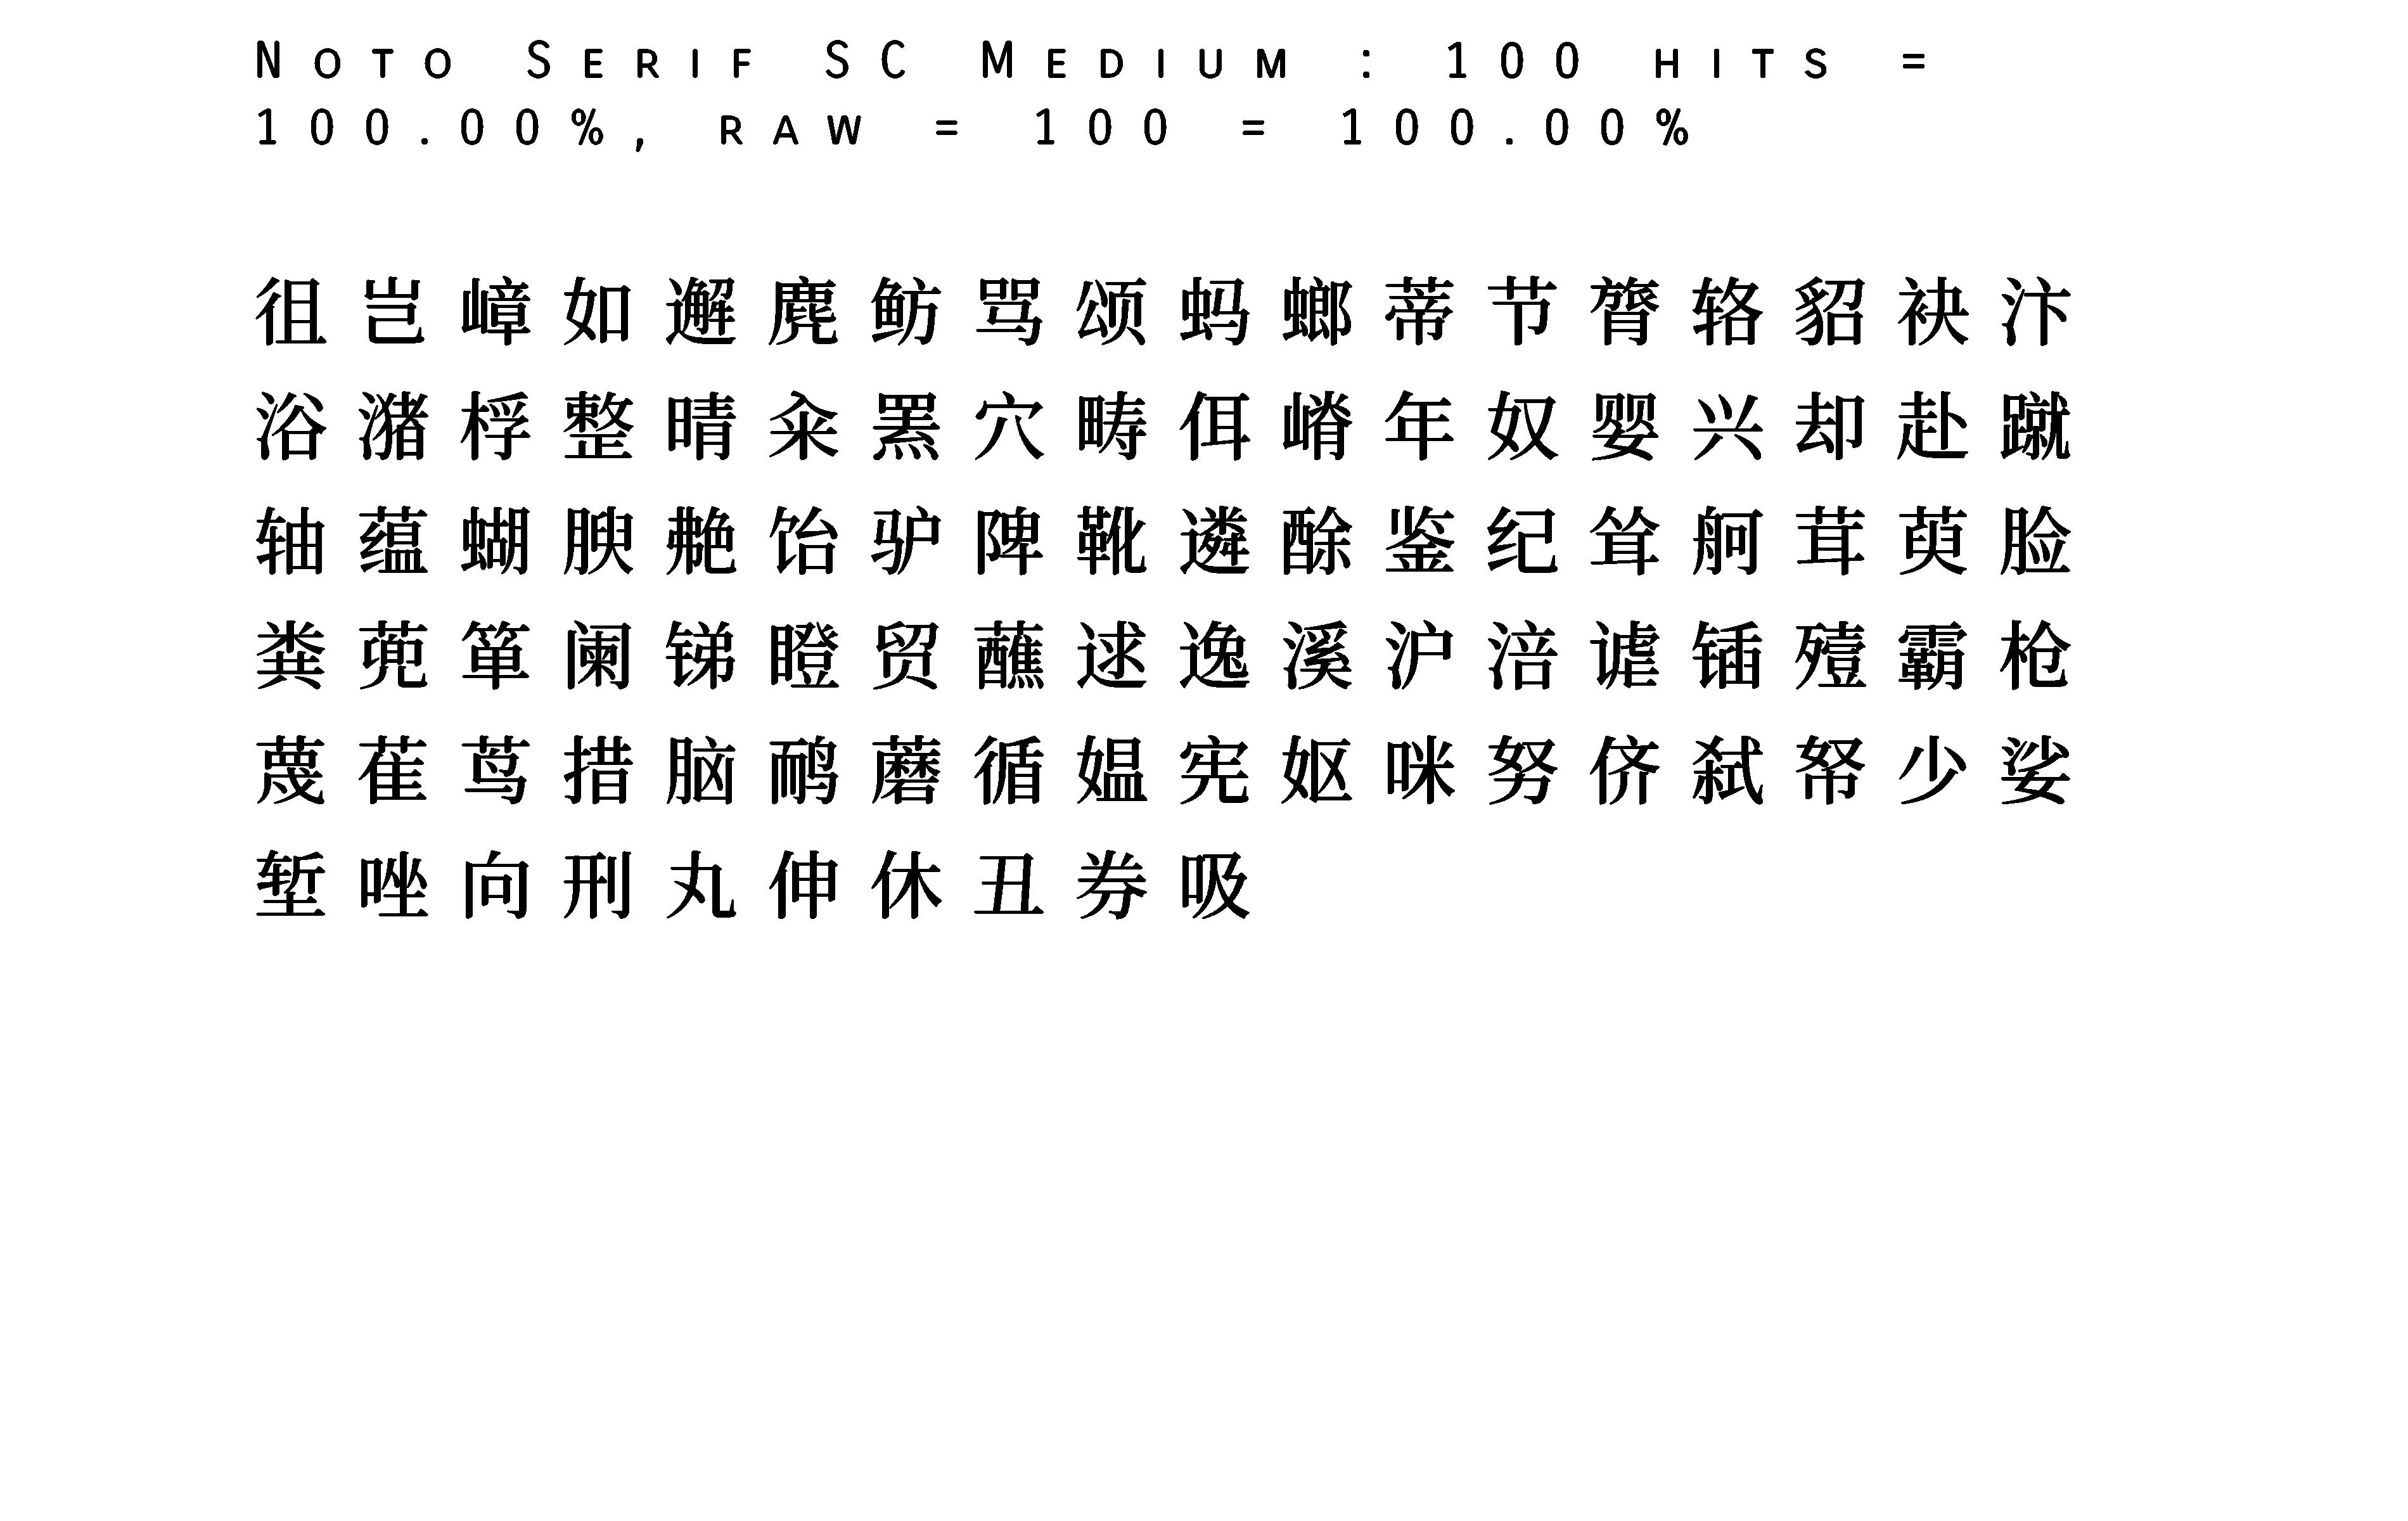 Noto Serif SC Medium : 100 hits =
100.00%, raw = 100 = 100.00%
徂岂嶂如邂麂鲂骂颂蚂螂蒂节膂辂貂袂汴
浴潴桴整晴籴罴穴畴佴嵴年奴婴兴却赴蹴
轴蕴蝴腴艴饴驴陴靴遴酴鉴纪耸舸茸萸脸
粪蔸箪阑锑瞪贸蘸逑逸溪沪涪谑锸殪霸枪
蔑萑茑措脑鸸蘑循媪宪妪咪努侪弑帑少娑
堑唑向刑丸伸休丑券吸